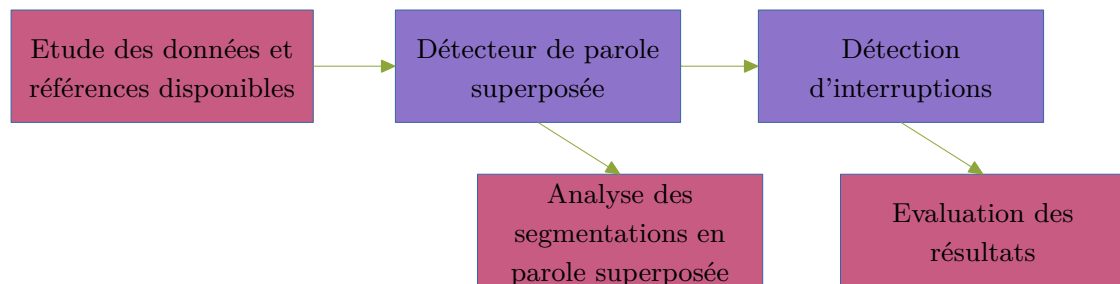 Etude des données et
références disponibles
Détecteur de parole
superposée
Détection
d'interruptions
Analyse des
segmentations en
parole superposée
Evaluation des
résultats